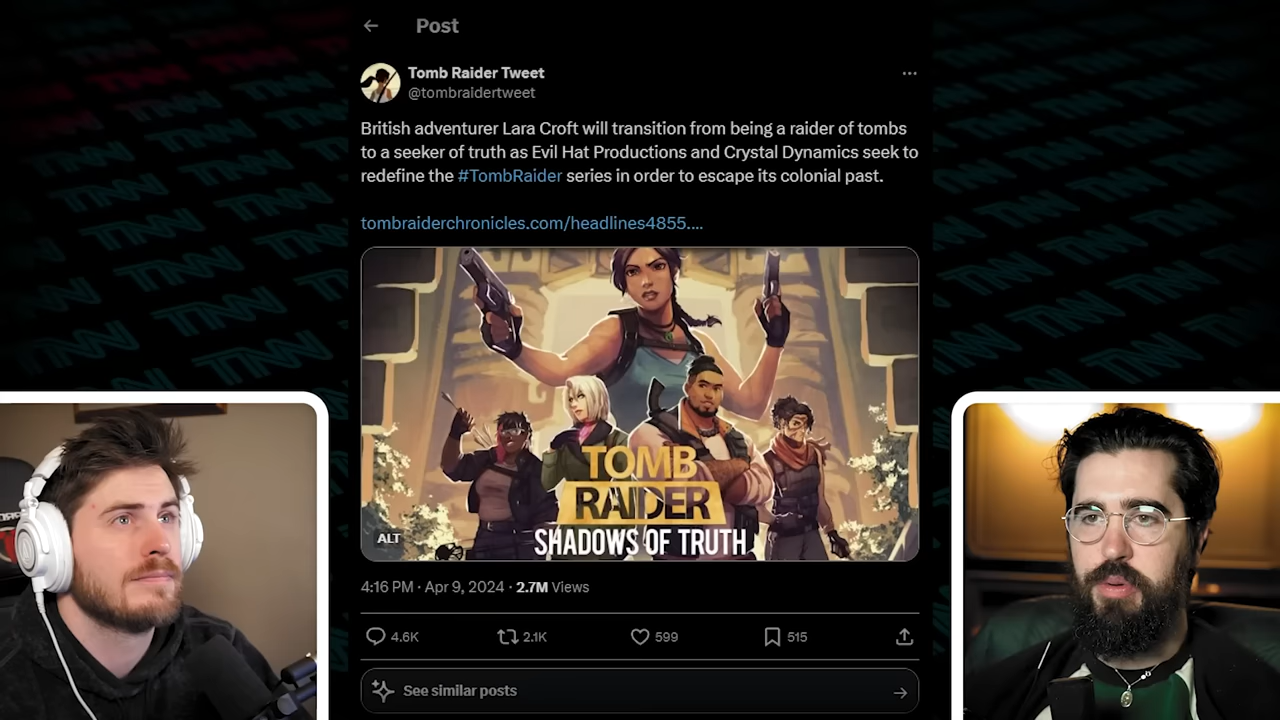 Post
Tomb Raider Tweet
@tombraidertweet
British adventurer Lara Croft will transition from being a raider of tombs
to a seeker of truth as Evil Hat Productions and Crystal Dynamics seek to
redefine the #TombRaider series in order to escape its colonial past.
tombraiderchronicles.com/headlines4855....
TOMB
RAIDER
SHADOWS OF TRUTH
ALT
4:16 PM · Apr 9, 2024 · 2.7M Views
4.6K 2.1K 599 515
See similar posts